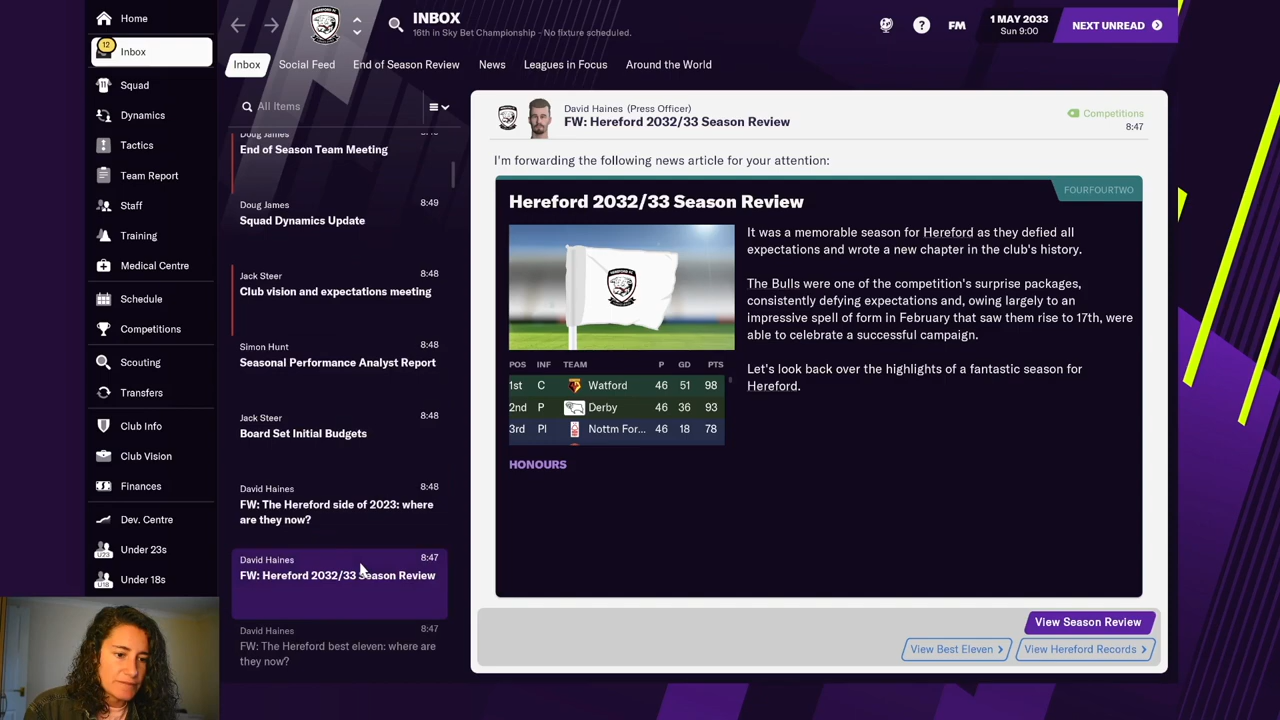 Home
Inbox
12
Squad
Dynamics
Tactics
Team Report
Staff
Training
Medical Centre
Schedule
Competitions
Scouting
Transfers
Club Info
Club Vision
Finances
Dev. Centre
Under 23s
Under 18s
INBOX
16th in Sky Bet Championship - No fixture scheduled.
FM
1 MAY 2033
Sun 9:00
NEXT UNREAD
Inbox
Social Feed
End of Season Review
News
Leagues in Focus
Around the World
All Items
Doug James
End of Season Team Meeting
Doug James 8:49
Squad Dynamics Update
Jack Steer 8:48
Club vision and expectations meeting
Simon Hunt 8:48
Seasonal Performance Analyst Report
Jack Steer 8:48
Board Set Initial Budgets
David Haines 8:48
FW: The Hereford side of 2023: where
are they now?
David Haines 8:47
FW: Hereford 2032/33 Season Review
David Haines 8:47
FW: The Hereford best eleven: where are
they now?
David Haines (Press Officer)
FW: Hereford 2032/33 Season Review
Competitions
8:47
I'm forwarding the following news article for your attention:
FOURFOURTWO
Hereford 2032/33 Season Review
It was a memorable season for Hereford as they defied all
expectations and wrote a new chapter in the club's history.
The Bulls were one of the competition's surprise packages,
consistently defying expectations and, owing largely to an
impressive spell of form in February that saw them rise to 17th, were
able to celebrate a successful campaign.
Let's look back over the highlights of a fantastic season for
Hereford.
POS INF TEAM P GD PTS
1st C Watford 46 51 98
2nd P Derby 46 36 93
3rd Pl Nottm For... 46 18 78
HONOURS
View Season Review
View Best Eleven
View Hereford Records